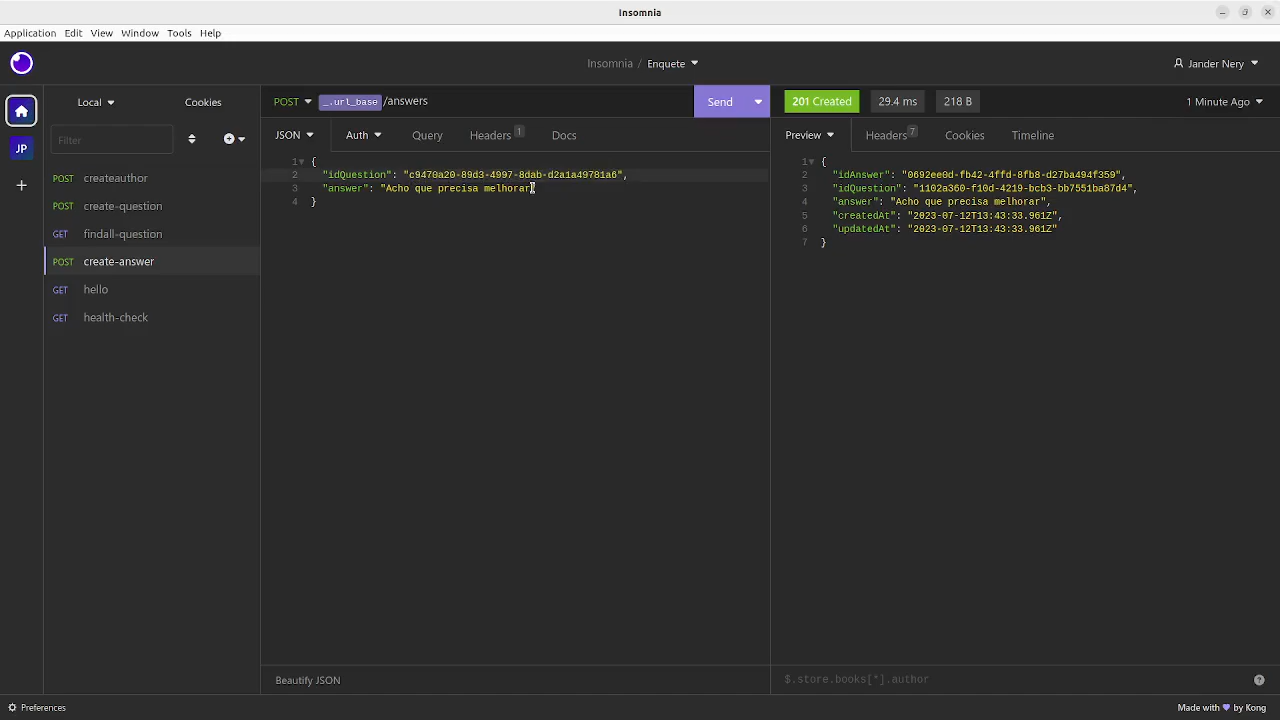 Insomnia
Application Edit View Window Tools Help
Insomnia / Enquete
Jander Nery
Local
Cookies
POST _.url_base /answers
Send
201 Created
29.4 ms
218 B
1 Minute Ago
Filter
JSON Auth Query Headers 1 Docs
Preview Headers 7 Cookies Timeline
JP
POST createauthor
POST create-question
GET findall-question
POST create-answer
GET hello
GET health-check
1 {
2 "idQuestion": "c9470a20-89d3-4997-8dab-d2a1a49781a6",
3 "answer": "Acho que precisa melhorar"
4 }
1 {
2 "idAnswer": "0692ee0d-fb42-4ffd-8fb8-d27ba494f359",
3 "idQuestion": "1102a360-f10d-4219-bcb3-bb7551ba87d4",
4 "answer": "Acho que precisa melhorar",
5 "createdAt": "2023-07-12T13:43:33.961Z",
6 "updatedAt": "2023-07-12T13:43:33.961Z"
7 }
Beautify JSON
$.store.books[*].author
Preferences
Made with ♥ by Kong